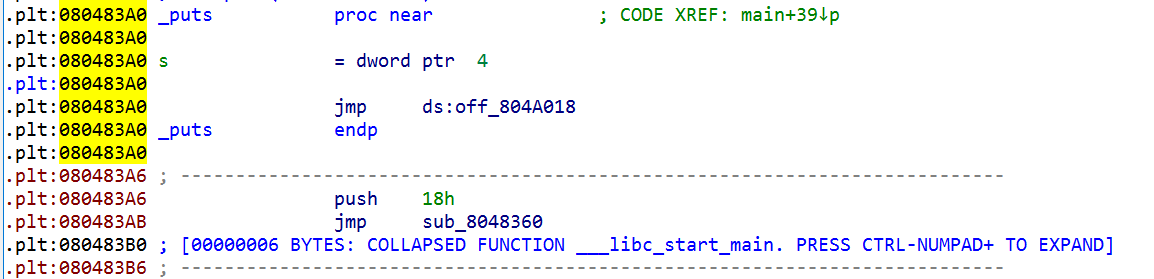 .plt:080483A0 _puts           proc near               ; CODE XREF: main+39↓p
.plt:080483A0
.plt:080483A0 s               = dword ptr  4
.plt:080483A0
.plt:080483A0                 jmp     ds:off_804A018
.plt:080483A0 _puts           endp
.plt:080483A0
.plt:080483A6 ; ---------------------------------------------------------------------------
.plt:080483A6                 push    18h
.plt:080483AB                 jmp     sub_8048360
.plt:080483B0 ; [00000006 BYTES: COLLAPSED FUNCTION ___libc_start_main. PRESS CTRL-NUMPAD+ TO EXPAND]
.plt:080483B6 ; ---------------------------------------------------------------------------